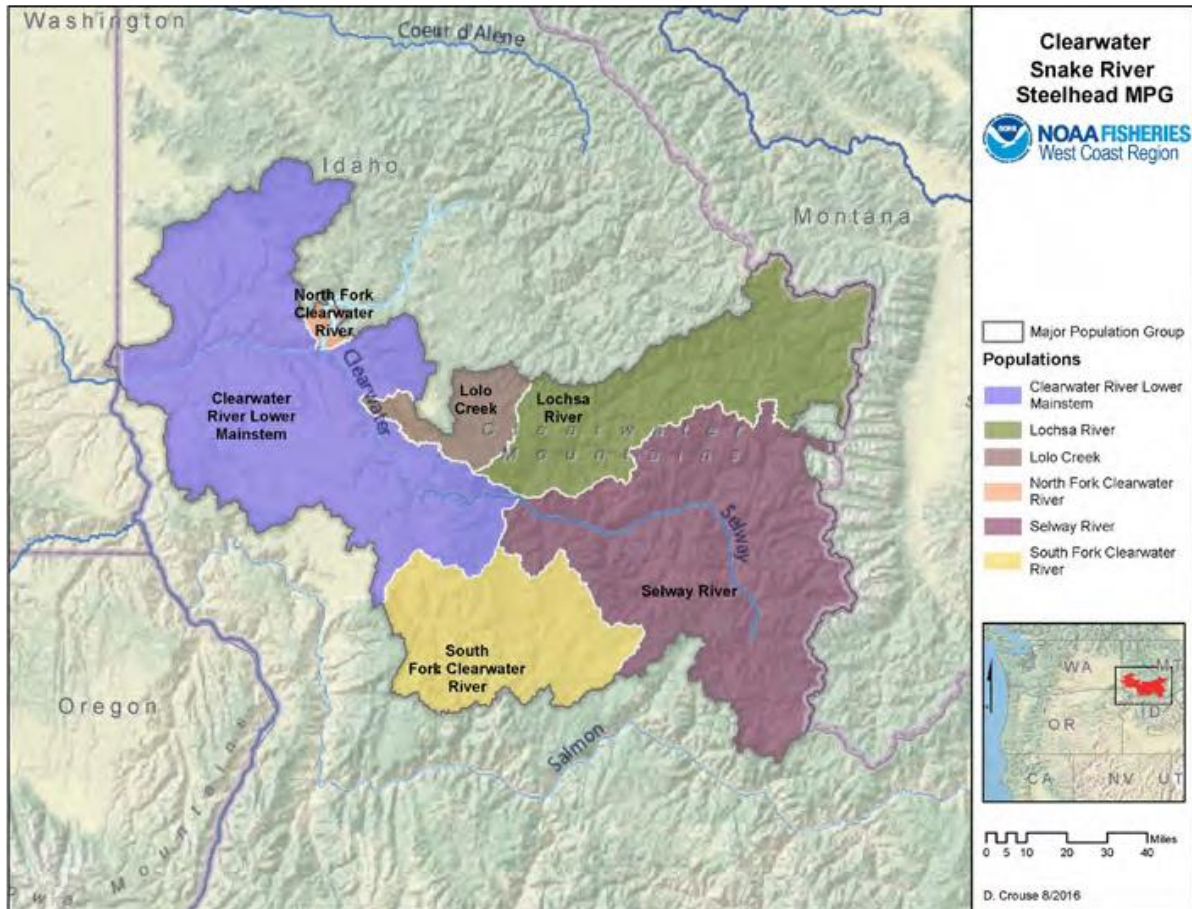 Washington
Coeur d'Alene
Idaho
Montana
North Fork
Clearwater
River
Clearwater
Lolo
Creek
Lochsa
River
Clearwater
River Lower
Mainstem
Clearwater
Mountains
Selway
Selway River
South
Fork Clearwater
River
Oregon
Salmon
Clearwater
Snake River
Steelhead MPG
NOAA FISHERIES
West Coast Region
Major Population Group
Populations
Clearwater River Lower
Mainstem
Lochsa River
Lolo Creek
North Fork Clearwater
River
Selway River
South Fork Clearwater
River
WA
MT
OR
ID
CA
NV
UT
Miles
0 5 10 20 30 40
D. Crouse 8/2016